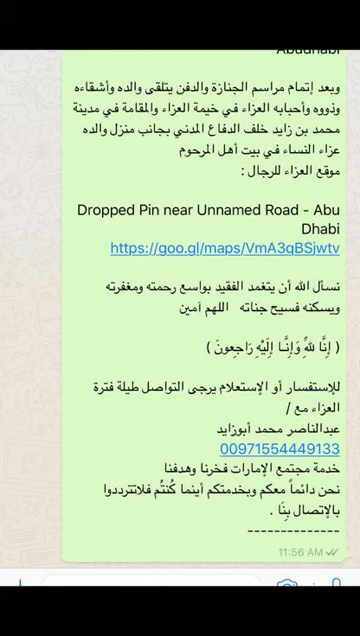 Abudhabi
وبعد إتمام مراسم الجنازة والدفن يتلقى والده وأشقاءه
وذووه وأحبابه العزاء في خيمة العزاء والمقامة في مدينة
محمد بن زايد خلف الدفاع المدني بجانب منزل والده
عزاء النساء في بيت أهل المرحوم
موقع العزاء للرجال :
Dropped Pin near Unnamed Road - Abu
Dhabi
https://goo.gl/maps/VmA3qBSjwtv
نسأل الله أن يتغمد الفقيد بواسع رحمته ومغفرته
ويسكنه فسيح جناته اللهم آمين
( إِنَّا لِلَّهِ وَإِنَّـا إِلَيْهِ رَاجِعونَ )
للإستفسار أو الإستعلام يرجى التواصل طيلة فترة
العزاء مع /
عبدالناصر محمد أبوزايد
00971554449133
خدمة مجتمع الإمارات فخرنا وهدفنا
نحن دائماً معكم وبخدمتكم أينما كُنتُم فلاتترددوا
بالإتصال بِنَا .
--------------
11:56 AM